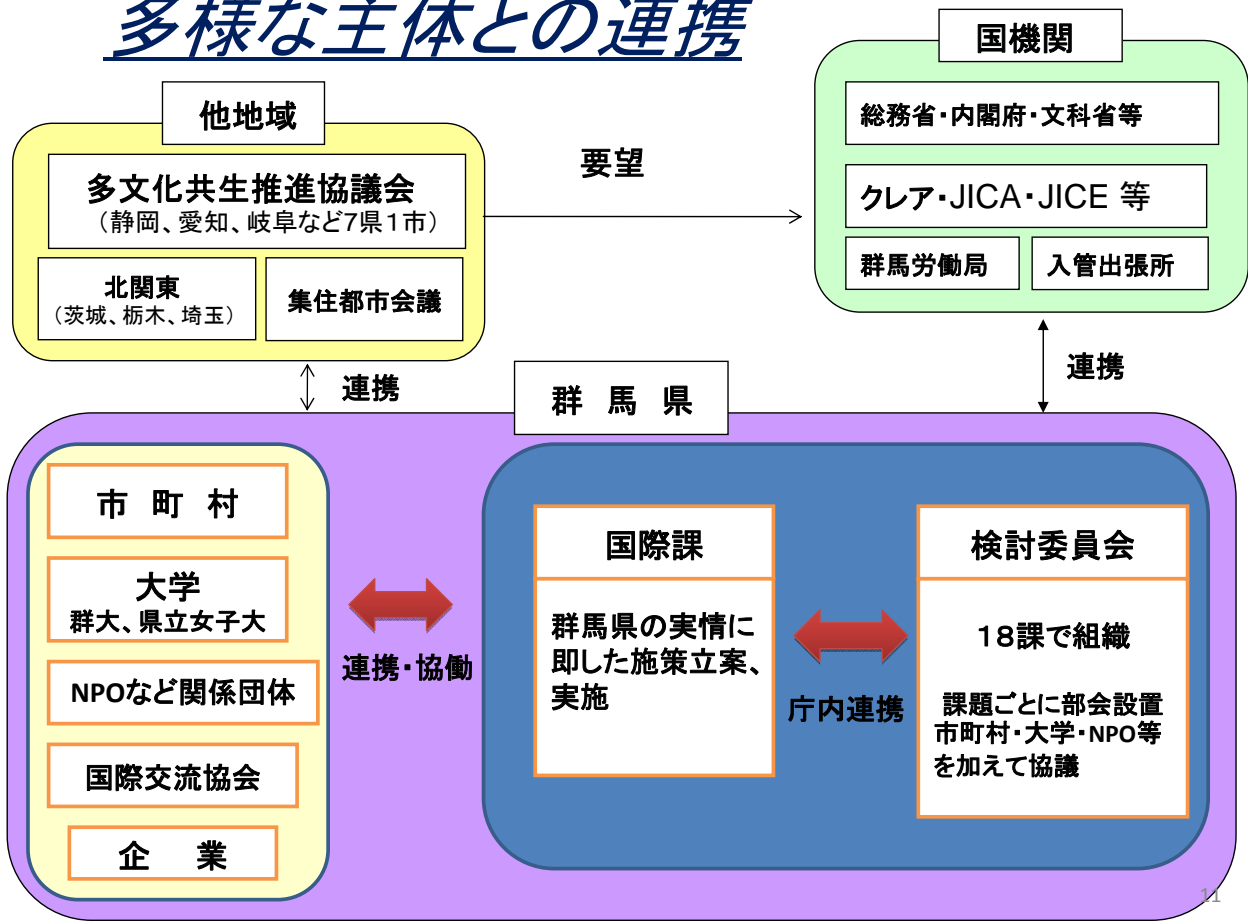 多様な主体との連携
国機関
他地域
総務省・内閣府・文科省等
要望
多文化共生推進協議会
（静岡、愛知、岐阜など7県１市）
クレア・JICA・JICE 等
群馬労働局
入管出張所
北関東
（茨城、栃木、埼玉）
集住都市会議
連携
連携
群 馬 県
市 町 村
大学
群大、県立女子大
NPOなど関係団体
国際交流協会
企 業
連携・協働
国際課
群馬県の実情に
即した施策立案、
実施
庁内連携
検討委員会
１８課で組織
課題ごとに部会設置
市町村・大学・NPO等
を加えて協議
11